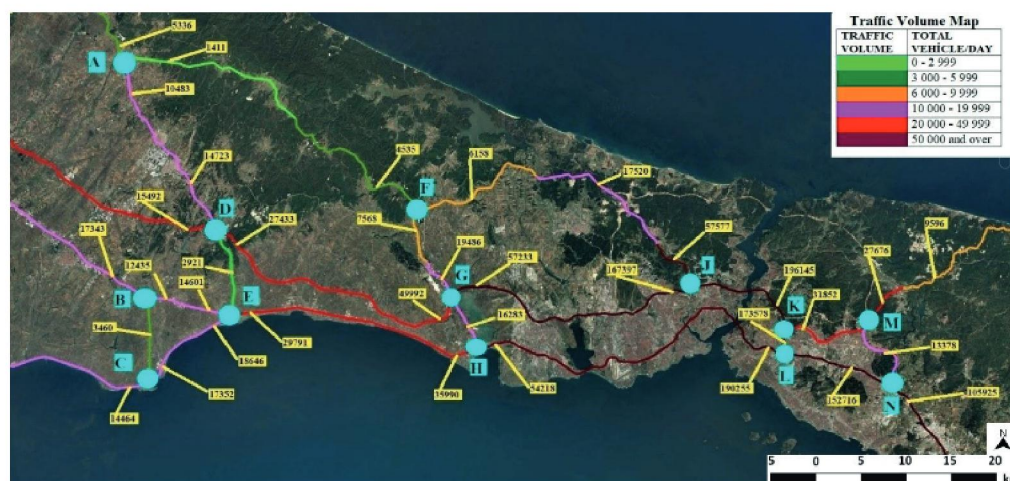 Traffic Volume Map
TRAFFIC VOLUME TOTAL VEHİCLE/DAY
0 - 2 999
3 000 - 5 999
6 000 - 9 999
10 000 - 19 999
20 000 - 49 999
50 000 and over
5336
1411
A
10483
14723
4535
6158
17520
F
15492
D
27433
7568
19486
57233
57577
9596
27676
196145
167397
J
17343
12435
2921
14601
G
49992
16283
K
31852
173578
M
B
E
3460
29791
18646
H
13378
C
L
N
17352
35990
54218
190255
152716
105925
14464
N
5 0 5 10 20